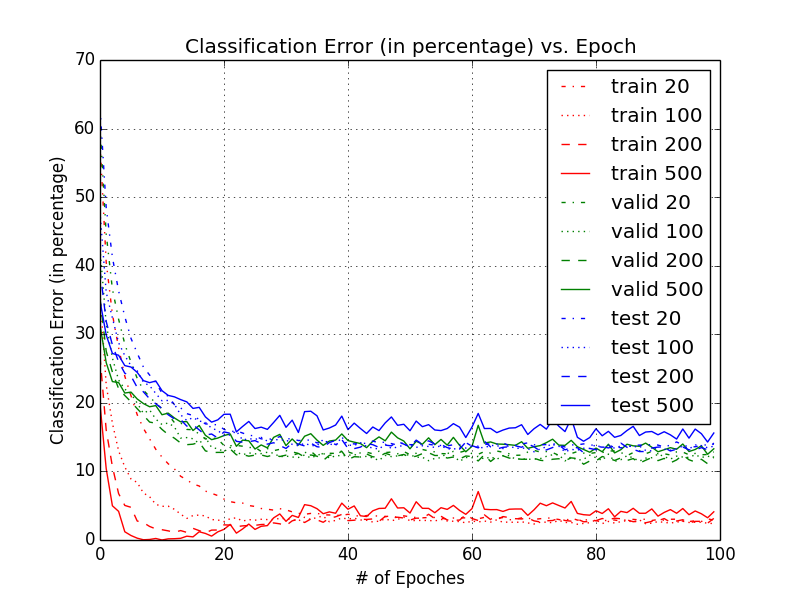 Classification Error (in percentage) vs. Epoch
70
60
50
40
30
20
10
0
Classification Error (in percentage)
train 20
train 100
train 200
train 500
valid 20
valid 100
valid 200
valid 500
test 20
test 100
test 200
test 500
0 20 40 60 80 100
# of Epoches